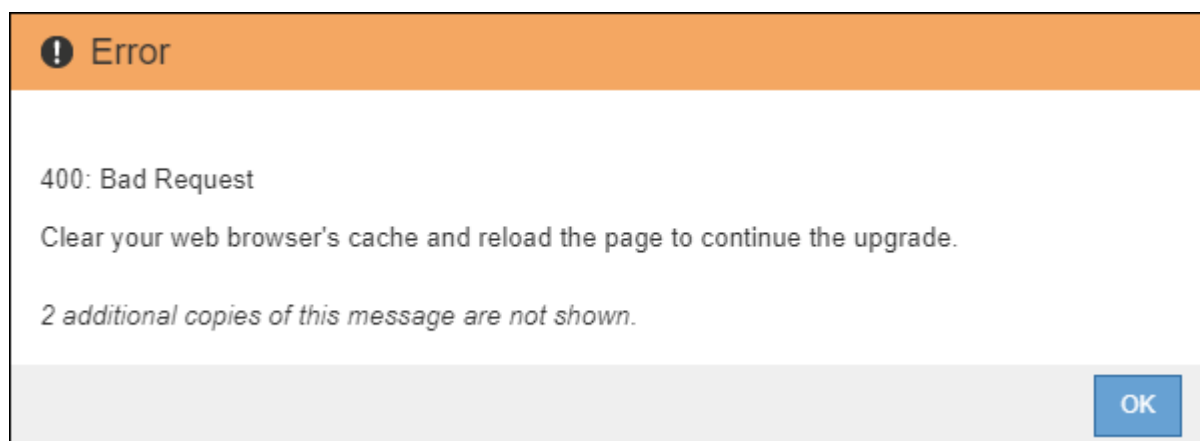 Error
400: Bad Request
Clear your web browser's cache and reload the page to continue the upgrade.
2 additional copies of this message are not shown.
OK